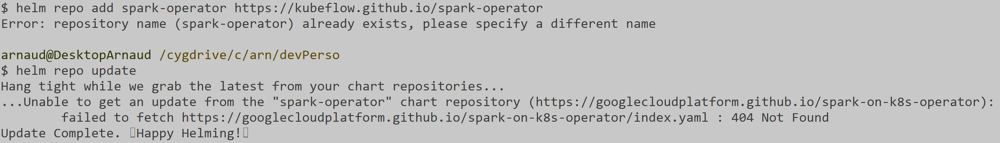 $ helm repo add spark-operator https://kubeflow.github.io/spark-operator
Error: repository name (spark-operator) already exists, please specify a different name
arnaud@DesktopArnaud /cygdrive/c/arn/devPerso
$ helm repo update
Hang tight while we grab the latest from your chart repositories...
...Unable to get an update from the "spark-operator" chart repository (https://googlecloudplatform.github.io/spark-on-k8s-operator):
failed to fetch https://googlecloudplatform.github.io/spark-on-k8s-operator/index.yaml : 404 Not Found
Update Complete. ▯Happy Helming!▯